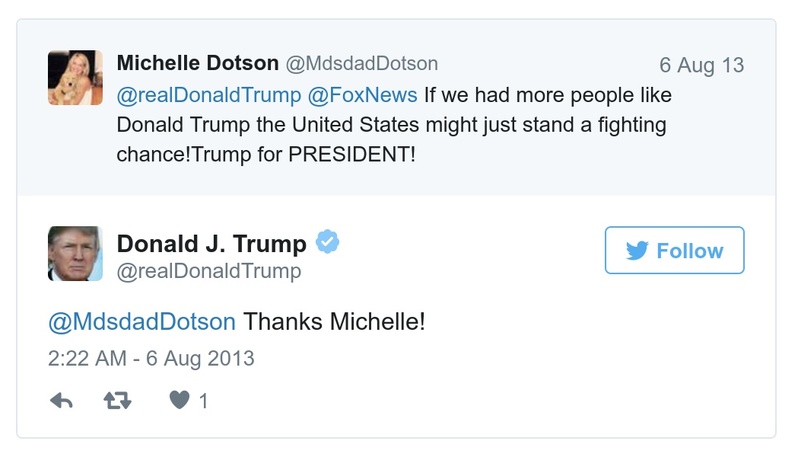 Michelle Dotson @MdsdadDotson 6 Aug 13
@realDonaldTrump @FoxNews If we had more people like
Donald Trump the United States might just stand a fighting
chance!Trump for PRESIDENT!
Donald J. Trump
@realDonaldTrump
Follow
@MdsdadDotson Thanks Michelle!
2:22 AM - 6 Aug 2013
1